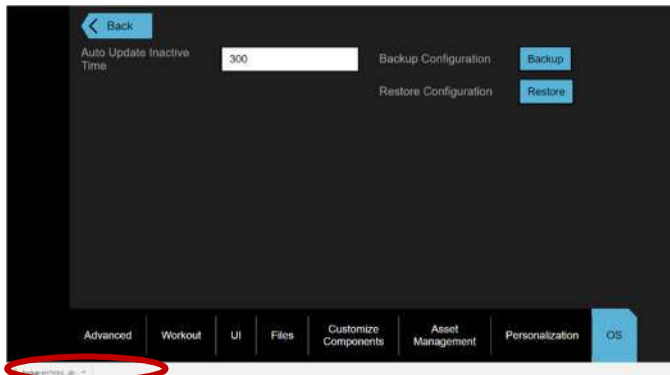 Back
Auto Update Inactive
Time
300
Backup Configuration
Backup
Restore Configuration
Restore
Advanced
Workout
UI
Files
Customize
Components
Asset
Management
Personalization
OS